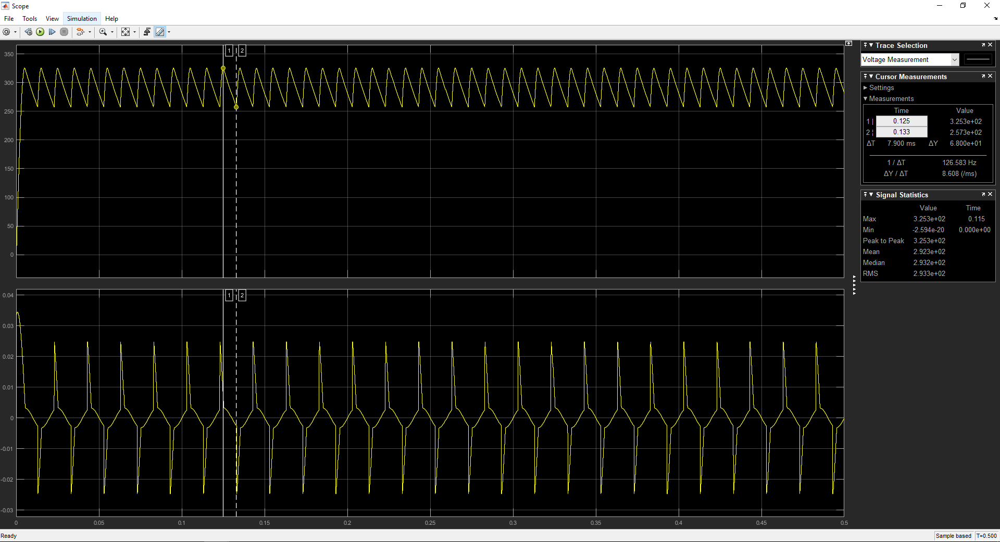 Scope
File Tools View Simulation Help
1 2
350
300
250
200
150
100
50
0
1 2
0.04
0.03
0.02
0.01
0
-0.01
-0.02
-0.03
0 0.05 0.1 0.15 0.2 0.25 0.3 0.35 0.4 0.45 0.5
Trace Selection
Voltage Measurement
Cursor Measurements
Settings
Measurements
Time Value
1 | 0.125 3.253e+02
2 ¦ 0.133 2.573e+02
ΔT 7.900 ms ΔY 6.800e+01
1 / ΔT 126.583 Hz
ΔY / ΔT 8.608 (/ms)
Signal Statistics
Value Time
Max 3.253e+02 0.115
Min -2.594e-20 0.000e+00
Peak to Peak 3.253e+02
Mean 2.923e+02
Median 2.932e+02
RMS 2.933e+02
Ready Sample based T=0.500